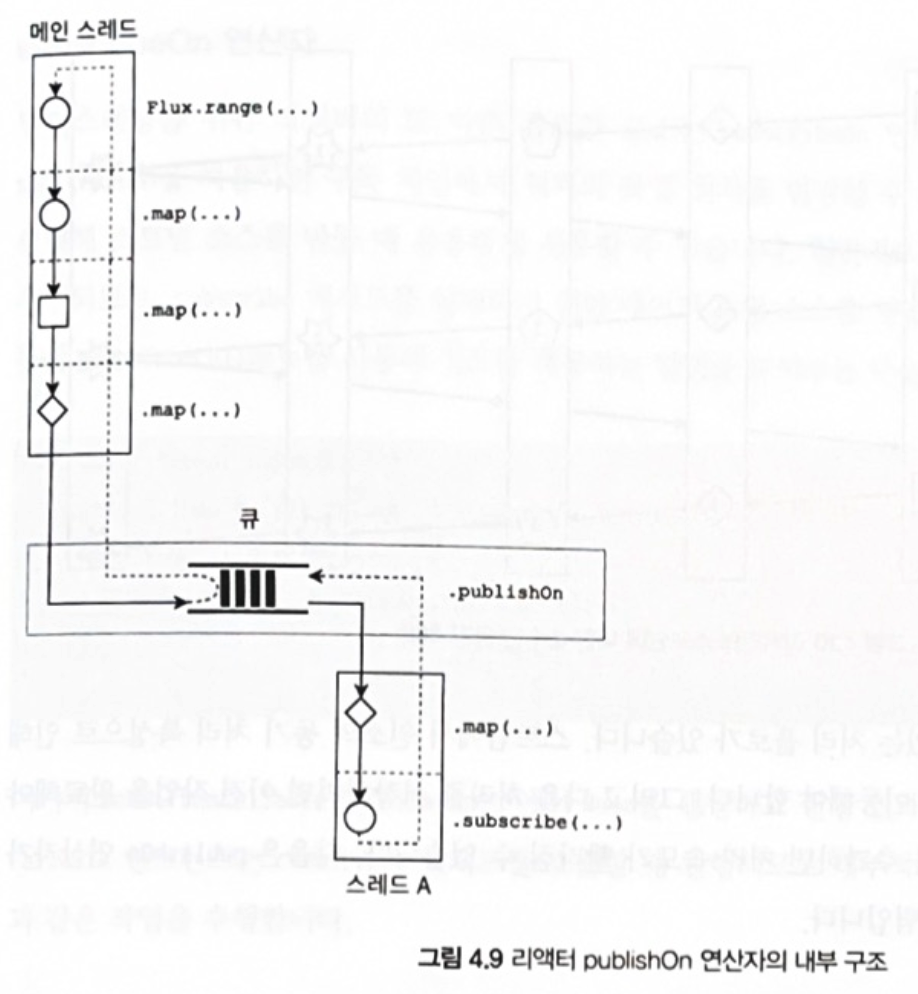 메인 스레드
Flux.range(...)
.map(...)
.map(...)
.map(...)
큐
.publishOn
.map(...)
.subscribe(...)
스레드 A
그림 4.9 리액터 publishOn 연산자의 내부 구조